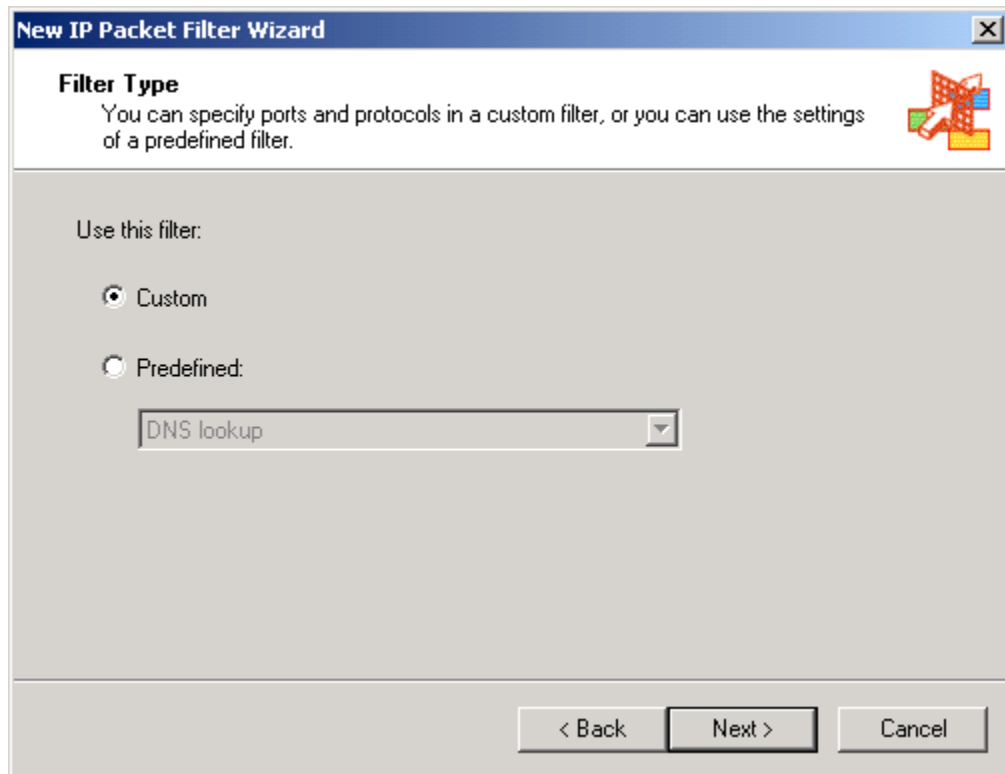 New IP Packet Filter Wizard
Filter Type
You can specify ports and protocols in a custom filter, or you can use the settings
of a predefined filter.
Use this filter:
Custom
Predefined:
DNS lookup
< Back Next > Cancel